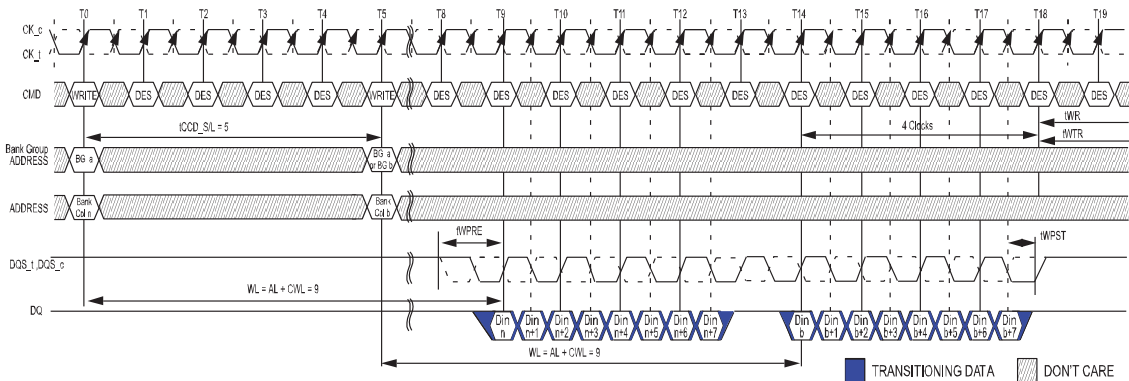 T0 T1 T2 T3 T4 T5 T8 T9 T10 T11 T12 T13 T14 T15 T16 T17 T18 T19
CK_c
CK_t
CMD WRITE DES DES DES DES WRITE DES DES DES DES DES DES DES DES DES DES DES DES
tCCD_S/L = 5
4 Clocks
tWR
tWTR
Bank Group
ADDRESS
BG a
BG a
or BG b
ADDRESS
Bank
Col n
Bank
Col b
tWPRE
tWPST
DQS_t ,DQS_c
WL = AL + CWL = 9
DQ
Din
n
Din
n+1
Din
n+2
Din
n+3
Din
n+4
Din
n+5
Din
n+6
Din
n+7
Din
b
Din
b+1
Din
b+2
Din
b+3
Din
b+4
Din
b+5
Din
b+6
Din
b+7
WL = AL + CWL = 9
TRANSITIONING DATA
DON'T CARE